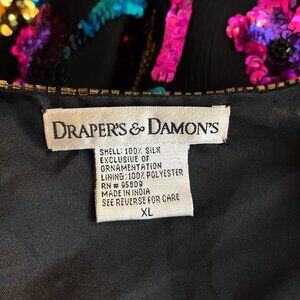 DRAPER'S & DAMON'S
SHELL: 100% SILK
EXCLUSIVE OF
ORNAMENTATION
LINING: 100% POLYESTER
RN # 95809
MADE IN INDIA
SEE REVERSE FOR CARE
XL